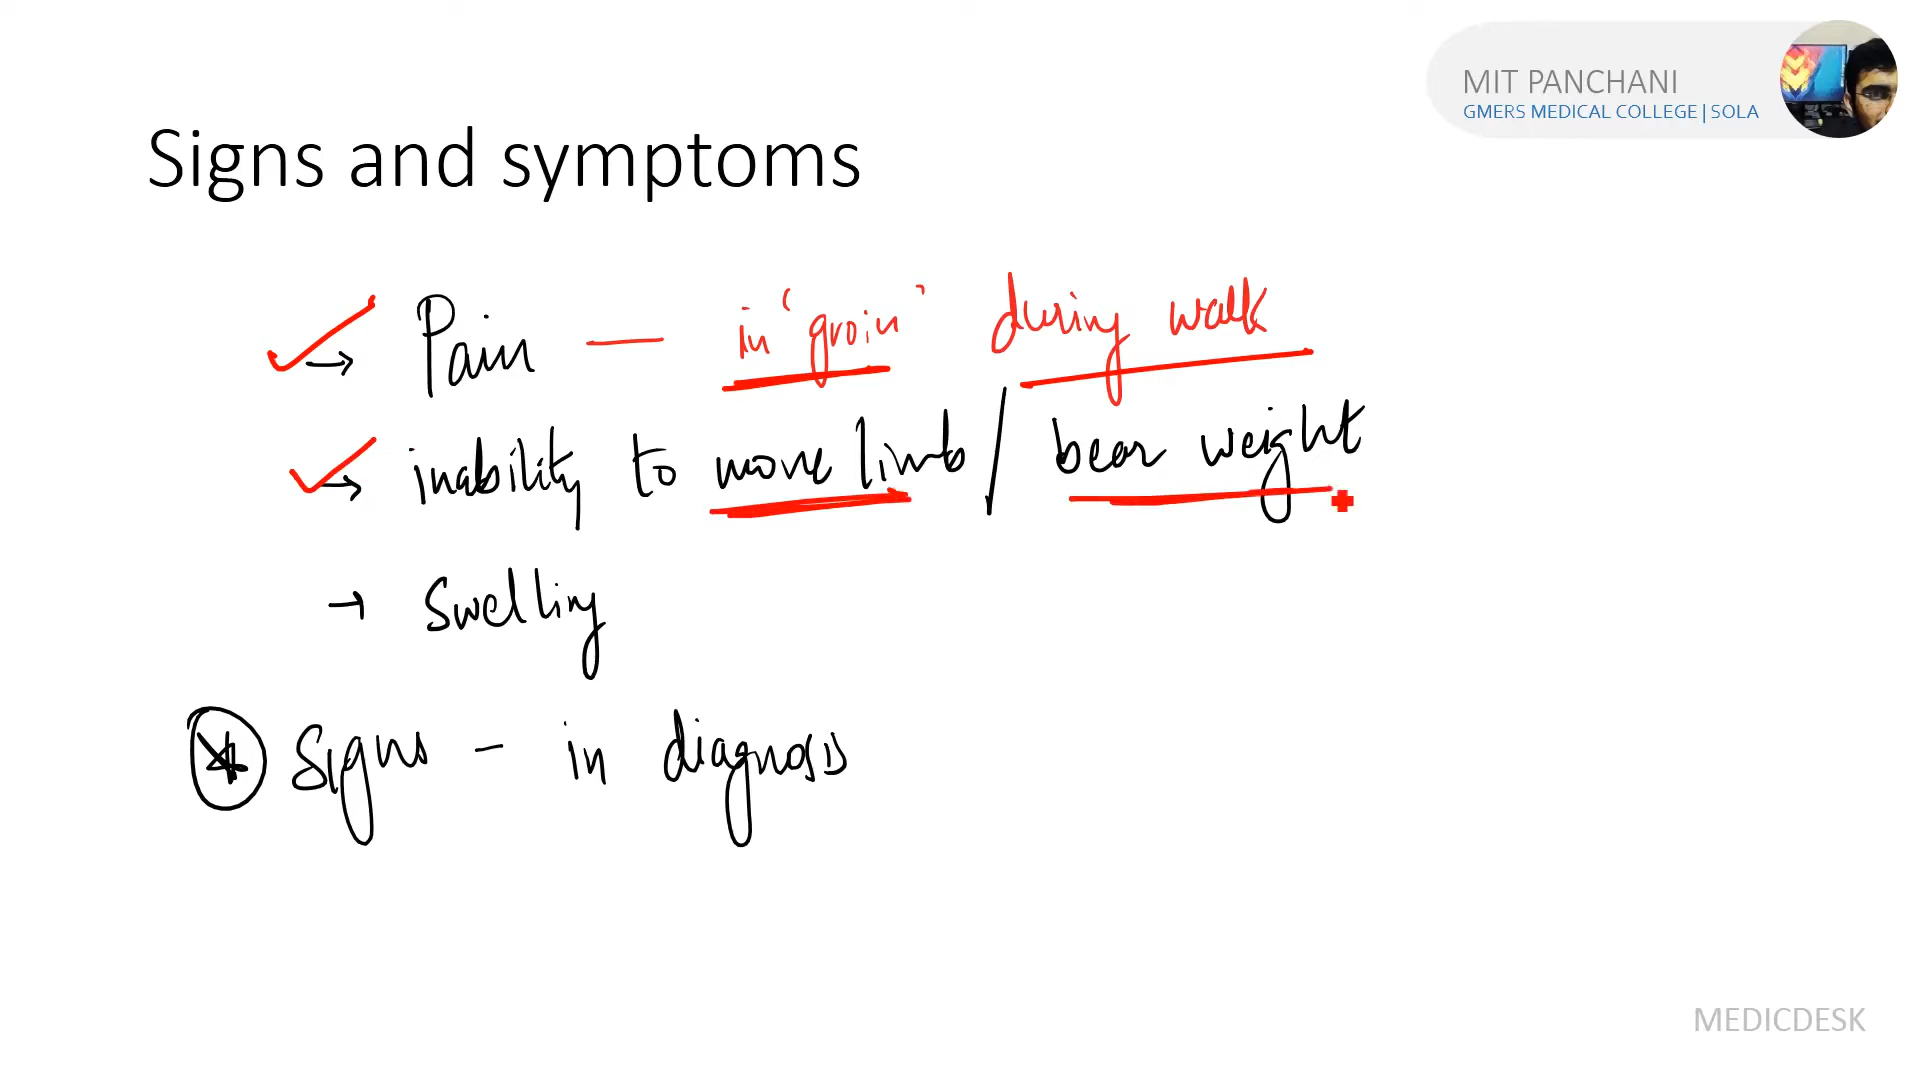 MIT PANCHANI
GMERS MEDICAL COLLEGE | SOLA
Signs and symptoms
→ Pain — in 'groin' during walk
→ inability to move limb / bear weight
→ Swelling
* Signs - in diagnosis
MEDICDESK